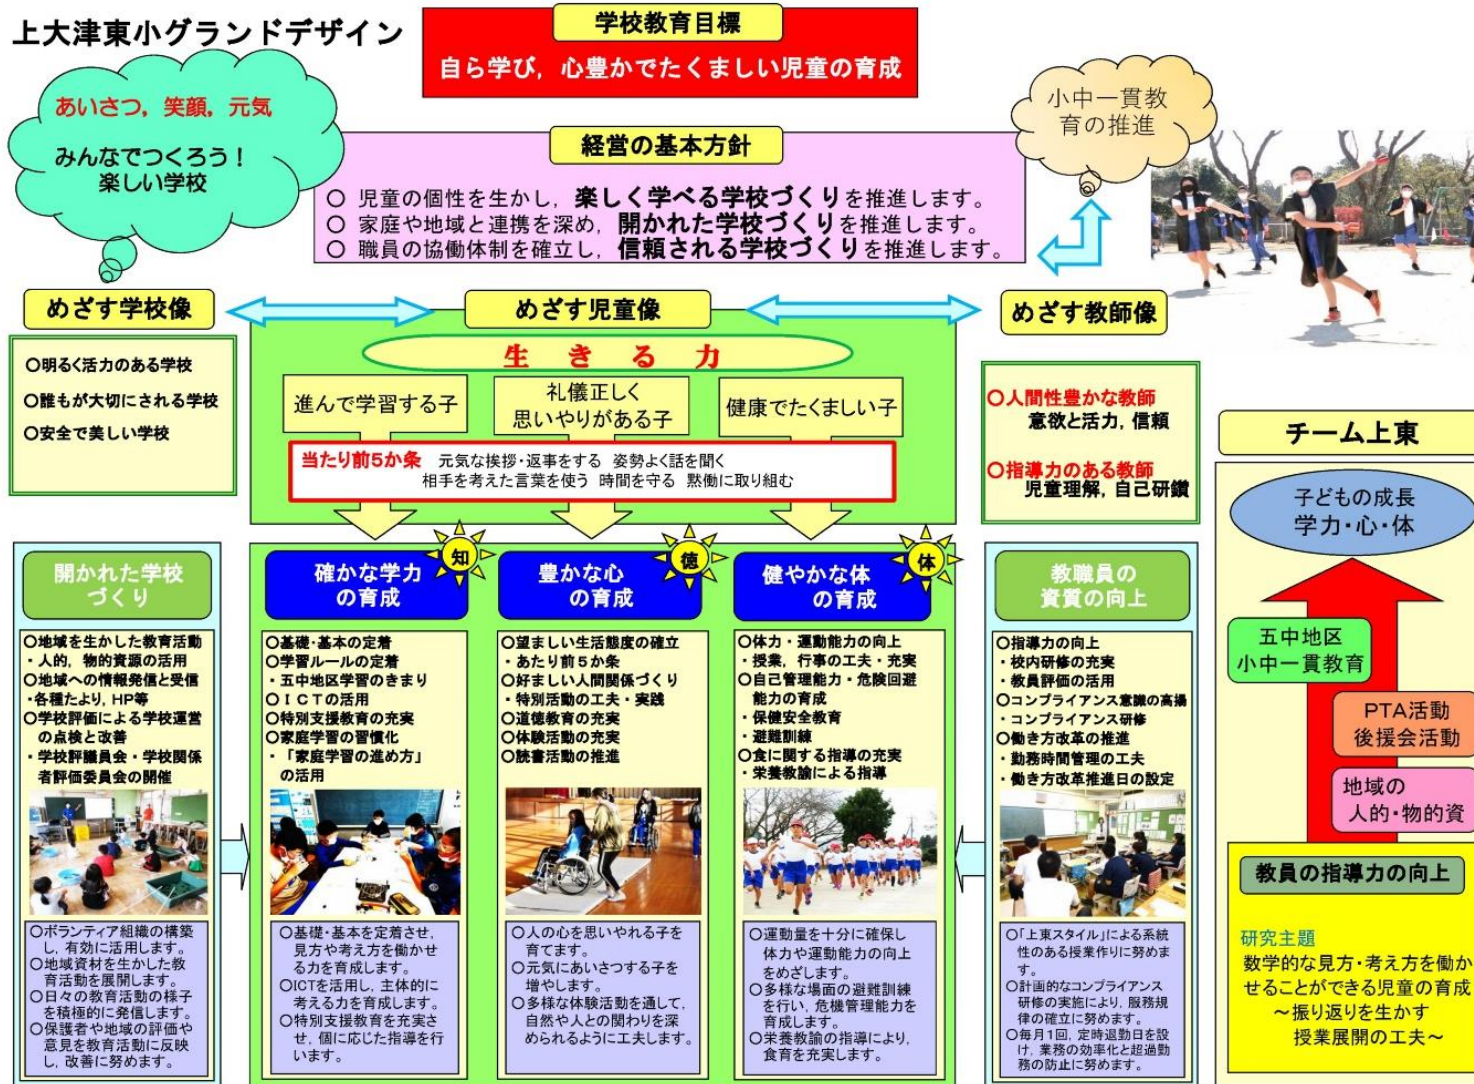 上大津東小グランドデザイン
学校教育目標
自ら学び，心豊かでたくましい児童の育成
あいさつ，笑顔，元気
みんなでつくろう！
楽しい学校
小中一貫教
育の推進
経営の基本方針
○ 児童の個性を生かし，楽しく学べる学校づくりを推進します。
○ 家庭や地域と連携を深め，開かれた学校づくりを推進します。
○ 職員の協働体制を確立し，信頼される学校づくりを推進します。
めざす学校像
○明るく活力のある学校
○誰もが大切にされる学校
○安全で美しい学校
めざす児童像
生きる力
進んで学習する子
礼儀正しく
思いやりがある子
健康でたくましい子
当たり前５か条 元気な挨拶・返事をする 姿勢よく話を聞く
相手を考えた言葉を使う 時間を守る 黙働に取り組む
めざす教師像
○人間性豊かな教師
意欲と活力，信頼
○指導力のある教師
児童理解，自己研鑽
開かれた学校
づくり
○地域を生かした教育活動
・人的，物的資源の活用
○地域への情報発信と受信
・各種たより，HP等
○学校評価による学校運営
の点検と改善
・学校評議員会・学校関係
者評価委員会の開催
○ボランティア組織の構築
し，有効に活用します。
○地域資材を生かした教
育活動を展開します。
○日々の教育活動の様子
を積極的に発信します。
○保護者や地域の評価や
意見を教育活動に反映
し，改善に努めます。
知
確かな学力
の育成
○基礎・基本の定着
○学習ルールの定着
・五中地区学習のきまり
○ＩＣＴの活用
○特別支援教育の充実
○家庭学習の習慣化
・「家庭学習の進め方」
の活用
○基礎・基本を定着させ，
見方や考え方を働かせ
る力を育成します。
○ICTを活用し，主体的に
考える力を育成します。
○特別支援教育を充実さ
せ，個に応じた指導を行
います。
徳
豊かな心
の育成
○望ましい生活態度の確立
・あたり前５か条
○好ましい人間関係づくり
・特別活動の工夫・実践
○道徳教育の充実
○体験活動の充実
○読書活動の推進
○人の心を思いやれる子を
育てます。
○元気にあいさつする子を
増やします。
○多様な体験活動を通して，
自然や人との関わりを深
められるように工夫します。
体
健やかな体
の育成
○体力・運動能力の向上
・授業，行事の工夫・充実
○自己管理能力・危険回避
能力の育成
・保健安全教育
・避難訓練
○食に関する指導の充実
・栄養教諭による指導
○運動量を十分に確保し
体力や運動能力の向上
をめざします。
○多様な場面の避難訓練
を行い，危機管理能力を
育成します。
○栄養教諭の指導により，
食育を充実します。
教職員の
資質の向上
○指導力の向上
・校内研修の充実
・教員評価の活用
○コンプライアンス意識の高揚
・コンプライアンス研修
○働き方改革の推進
・勤務時間管理の工夫
・働き方改革推進日の設定
○「上東スタイル」による系統
性のある授業作りに努めま
す。
○計画的なコンプライアンス
研修の実施により，服務規
律の確立に努めます。
○毎月1回，定時退勤日を設
け，業務の効率化と超過勤
務の防止に努めます。
チーム上東
子どもの成長
学力・心・体
五中地区
小中一貫教育
PTA活動
後援会活動
地域の
人的・物的資
教員の指導力の向上
研究主題
数学的な見方・考え方を働か
せることができる児童の育成
～振り返りを生かす
授業展開の工夫～